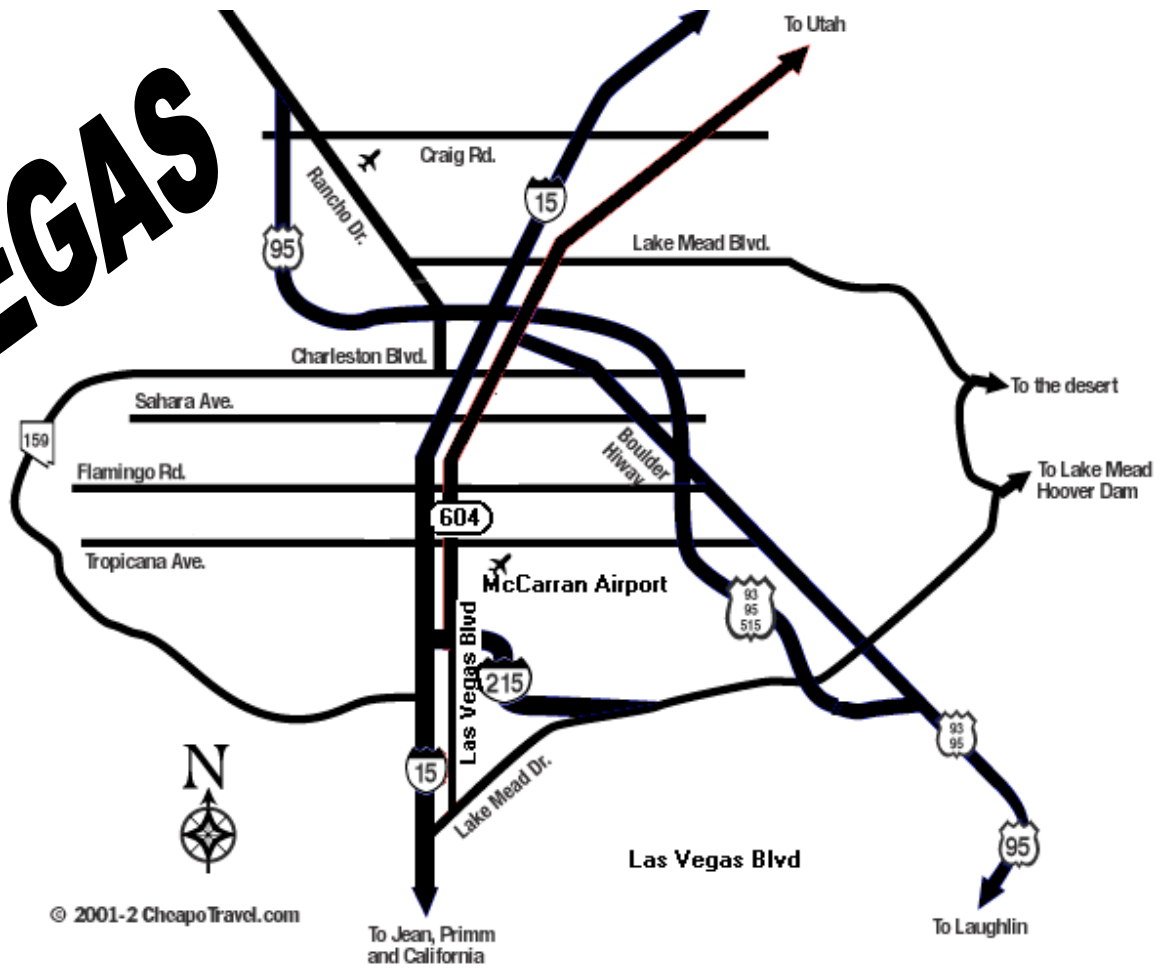 To Utah
EGAS
Craig Rd.
Rancho Dr.
15
95
Lake Mead Blvd.
Charleston Blvd.
To the desert
Sahara Ave.
159
Boulder
Hiway
Flamingo Rd.
To Lake Mead
Hoover Dam
604
Tropicana Ave.
McCarran Airport
93
95
515
Las Vegas Blvd
215
93
95
N
15
Lake Mead Dr.
95
Las Vegas Blvd
© 2001-2 CheapoTravel.com
To Jean, Primm
and California
To Laughlin